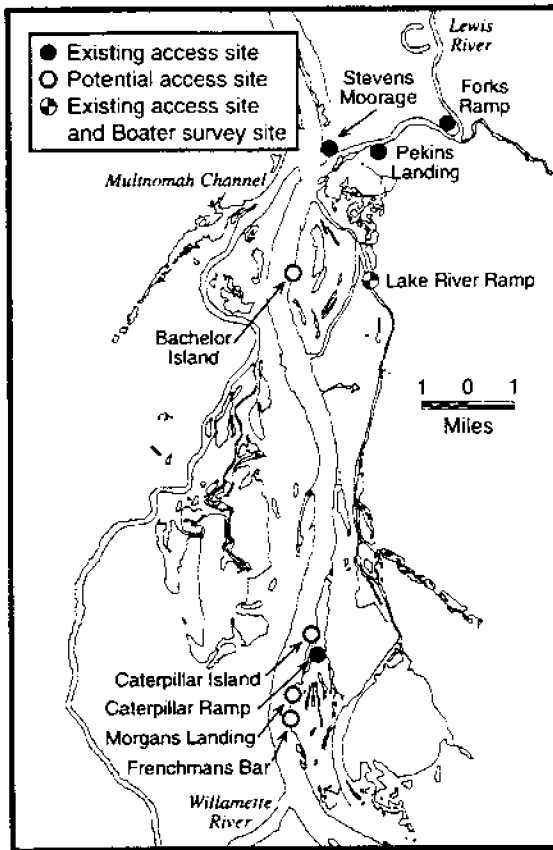 Existing access site
Potential access site
Existing access site
and Boater survey site
Lewis
River
Stevens
Moorage
Forks
Ramp
Pekins
Landing
Multnomah Channel
Lake River Ramp
Bachelor
Island
1 0 1
Miles
Caterpillar Island
Caterpillar Ramp
Morgans Landing
Frenchmans Bar
Willamette
River